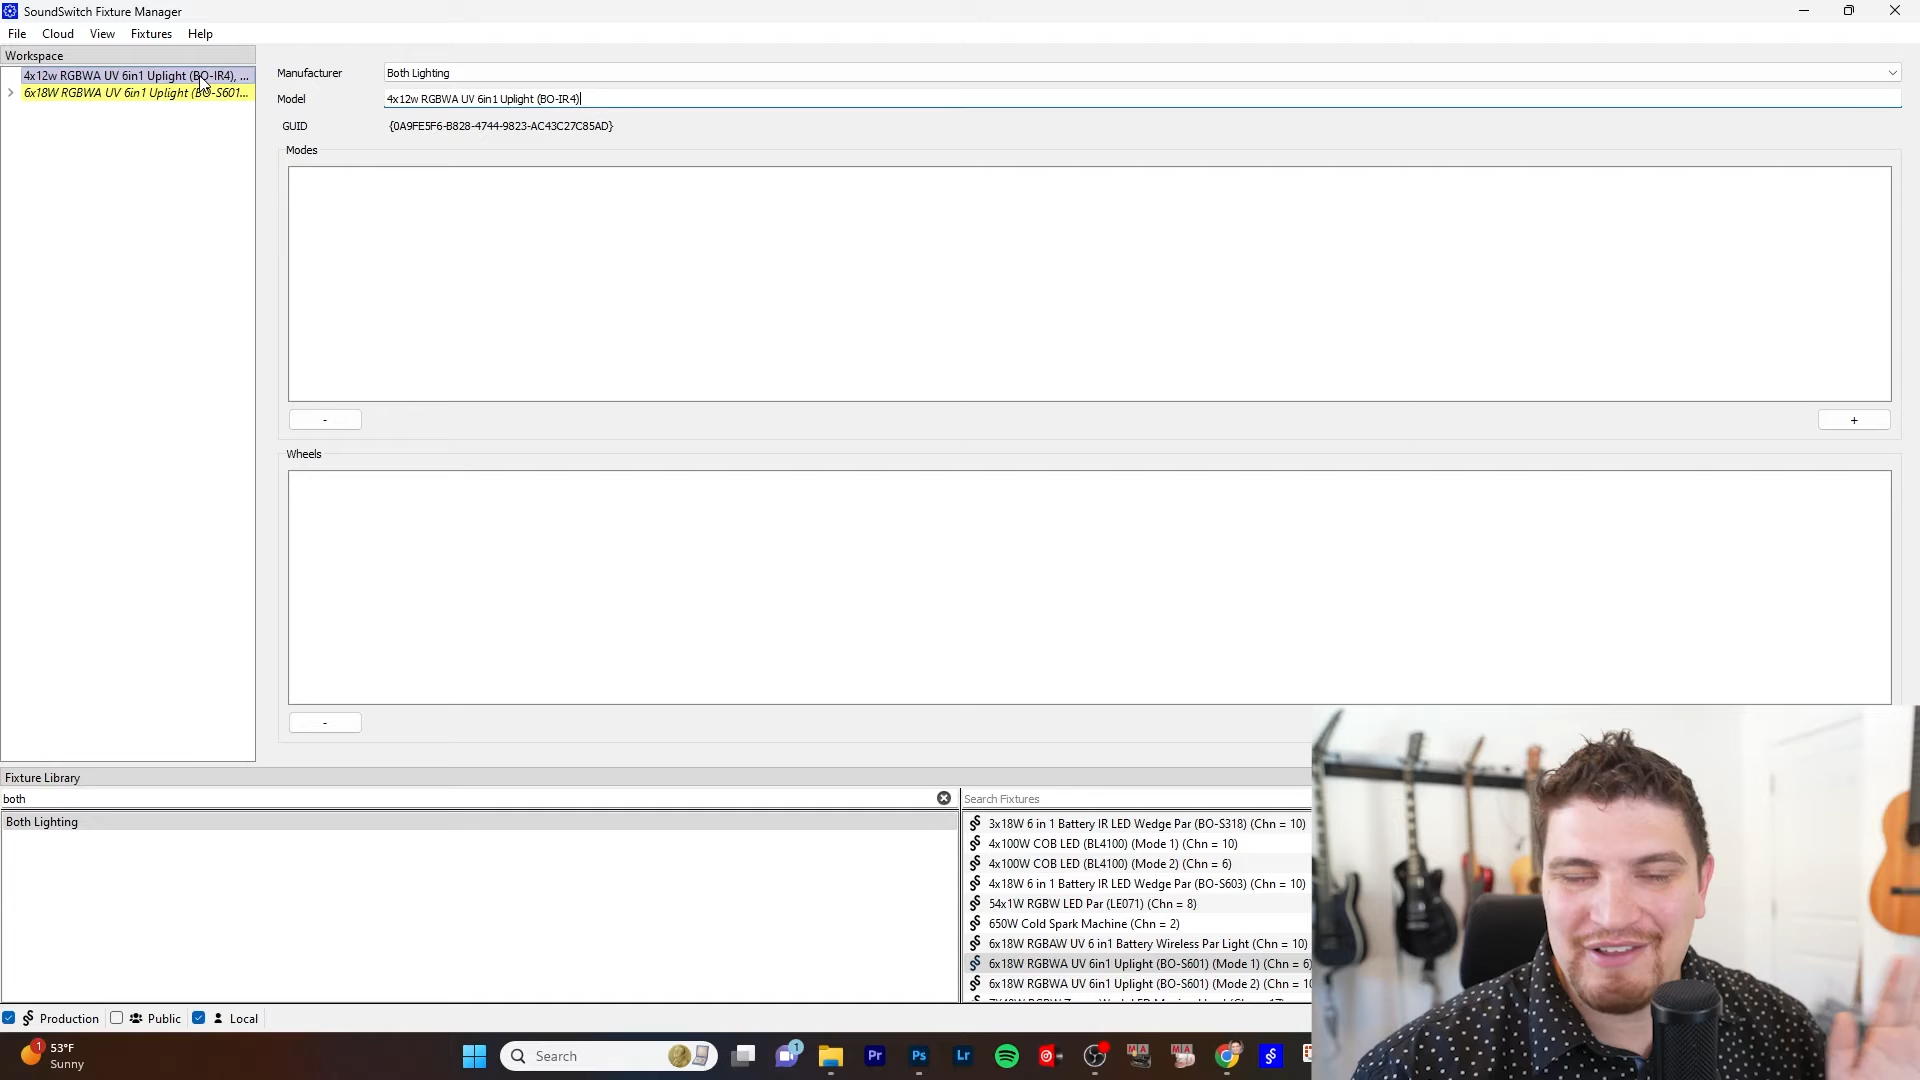 SoundSwitch Fixture Manager
File Cloud View Fixtures Help
Workspace
4x12w RGBWA UV 6in1 Uplight (BO-IR4), ...
6x18W RGBWA UV 6in1 Uplight (BO-S601...
Manufacturer Both Lighting
Model 4x12w RGBWA UV 6in1 Uplight (BO-IR4)
GUID {0A9FE5F6-B828-4744-9823-AC43C27C85AD}
Modes
- +
Wheels
-
Fixture Library
both
Search Fixtures
Both Lighting
3x18W 6 in 1 Battery IR LED Wedge Par (BO-S318) (Chn = 10)
4x100W COB LED (BL4100) (Mode 1) (Chn = 10)
4x100W COB LED (BL4100) (Mode 2) (Chn = 6)
4x18W 6 in 1 Battery IR LED Wedge Par (BO-S603) (Chn = 10)
54x1W RGBW LED Par (LE071) (Chn = 8)
650W Cold Spark Machine (Chn = 2)
6x18W RGBAW UV 6 in1 Battery Wireless Par Light (Chn = 10)
6x18W RGBWA UV 6in1 Uplight (BO-S601) (Mode 1) (Chn = 6)
6x18W RGBWA UV 6in1 Uplight (BO-S601) (Mode 2) (Chn = 10
Production Public Local
1 53°F
Sunny
Search
1
Pr Ps Lr
MA MA